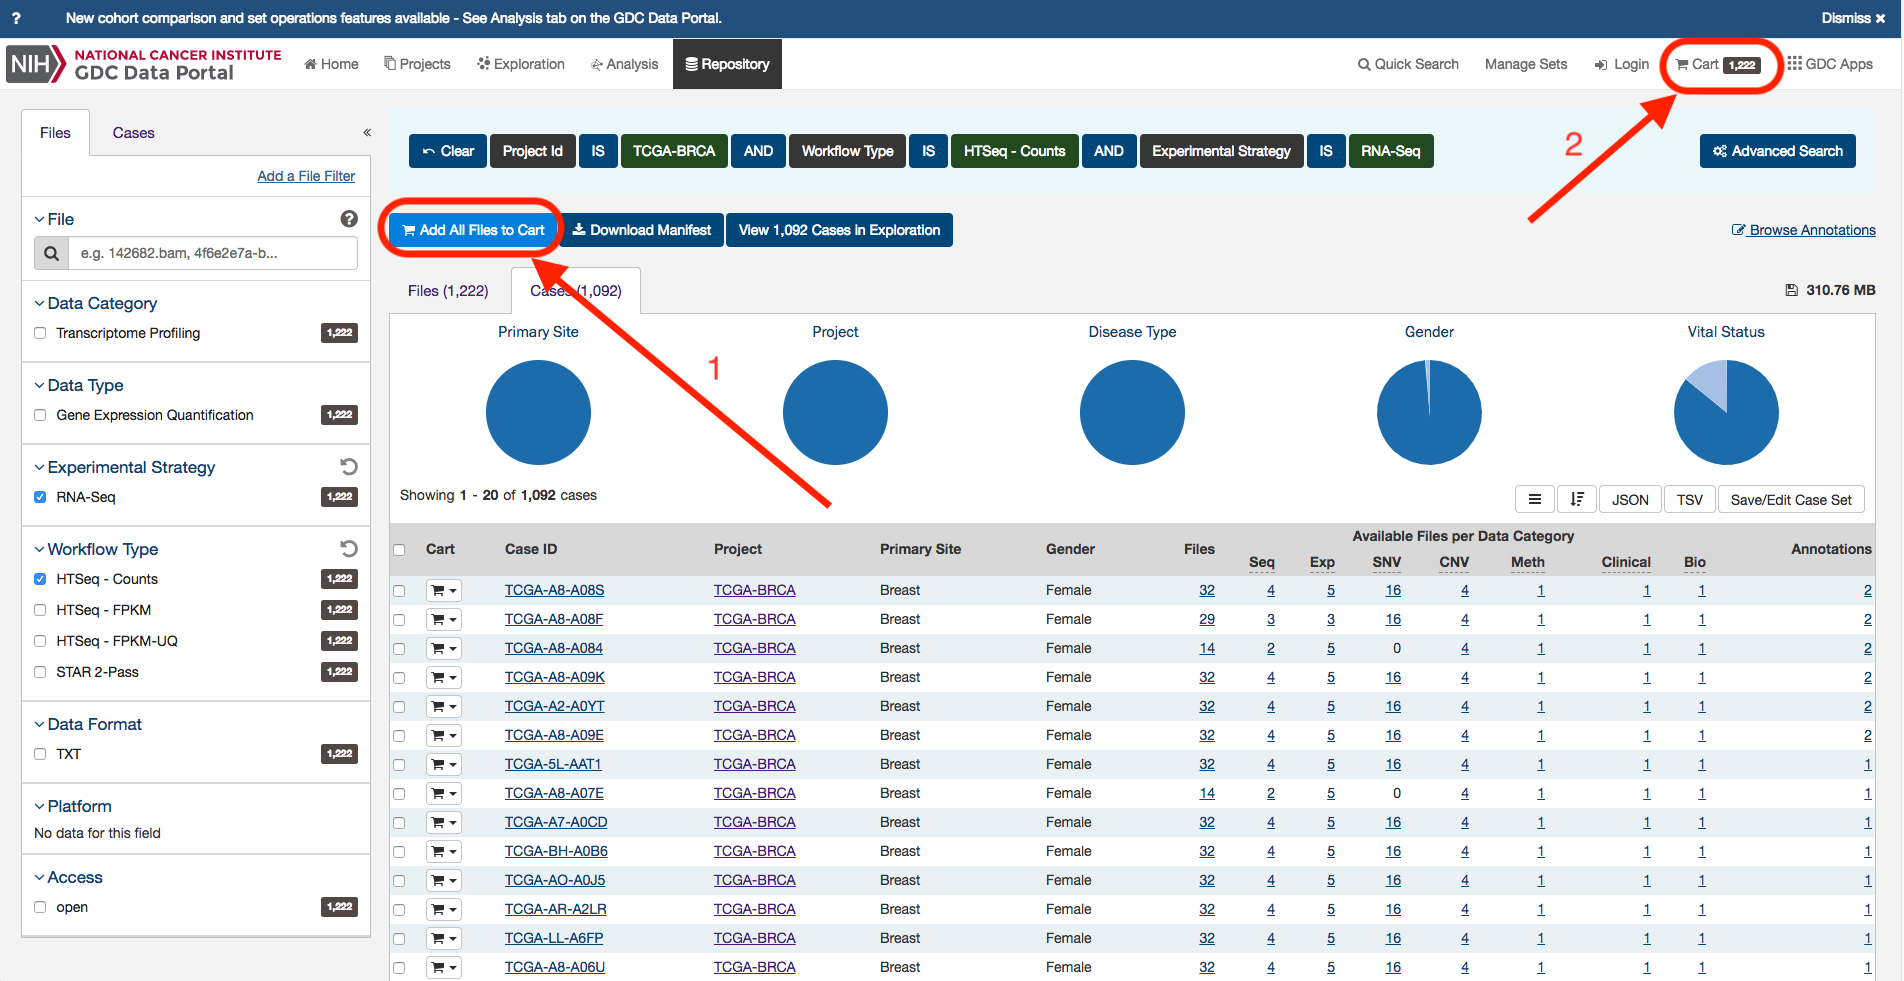 ? New cohort comparison and set operations features available - See Analysis tab on the GDC Data Portal. Dismiss ✖
NIH NATIONAL CANCER INSTITUTE
GDC Data Portal
Home Projects Exploration Analysis Repository Quick Search Manage Sets Login Cart 1,222 GDC Apps
Files Cases «
Add a File Filter
File ?
e.g. 142682.bam, 4f6e2e7a-b...
Data Category
Transcriptome Profiling 1,222
Data Type
Gene Expression Quantification 1,222
Experimental Strategy
RNA-Seq 1,222
Workflow Type
HTSeq - Counts 1,222
HTSeq - FPKM 1,222
HTSeq - FPKM-UQ 1,222
STAR 2-Pass 1,222
Data Format
TXT 1,222
Platform
No data for this field
Access
open 1,222
Clear Project Id IS TCGA-BRCA AND Workflow Type IS HTSeq - Counts AND Experimental Strategy IS RNA-Seq Advanced Search
2
Add All Files to Cart Download Manifest View 1,092 Cases in Exploration Browse Annotations
Files (1,222) Cases (1,092) 310.76 MB
Primary Site Project Disease Type Gender Vital Status
1
Showing 1 - 20 of 1,092 cases JSON TSV Save/Edit Case Set
Cart Case ID Project Primary Site Gender Files Available Files per Data Category Annotations
Seq Exp SNV CNV Meth Clinical Bio
TCGA-A8-A08S TCGA-BRCA Breast Female 32 4 5 16 4 1 1 1 2
TCGA-A8-A08F TCGA-BRCA Breast Female 29 3 3 16 4 1 1 1 2
TCGA-A8-A084 TCGA-BRCA Breast Female 14 2 5 0 4 1 1 1 2
TCGA-A8-A09K TCGA-BRCA Breast Female 32 4 5 16 4 1 1 1 2
TCGA-A2-A0YT TCGA-BRCA Breast Female 32 4 5 16 4 1 1 1 2
TCGA-A8-A09E TCGA-BRCA Breast Female 32 4 5 16 4 1 1 1 2
TCGA-5L-AAT1 TCGA-BRCA Breast Female 32 4 5 16 4 1 1 1 1
TCGA-A8-A07E TCGA-BRCA Breast Female 14 2 5 0 4 1 1 1 1
TCGA-A7-A0CD TCGA-BRCA Breast Female 32 4 5 16 4 1 1 1 1
TCGA-BH-A0B6 TCGA-BRCA Breast Female 32 4 5 16 4 1 1 1 1
TCGA-AO-A0J5 TCGA-BRCA Breast Female 32 4 5 16 4 1 1 1 1
TCGA-AR-A2LR TCGA-BRCA Breast Female 32 4 5 16 4 1 1 1 1
TCGA-LL-A6FP TCGA-BRCA Breast Female 32 4 5 16 4 1 1 1 1
TCGA-A8-A06U TCGA-BRCA Breast Female 32 4 5 16 4 1 1 1 1